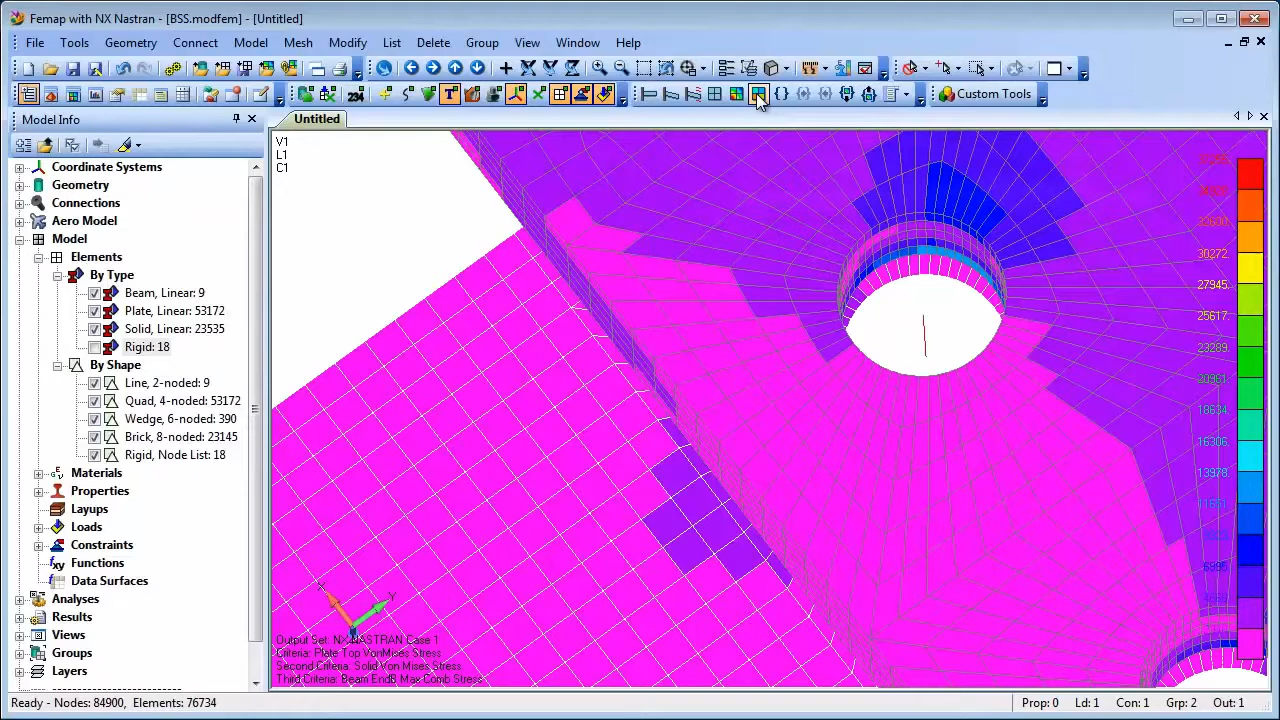 Femap with NX Nastran - [BSS.modfem] - [Untitled]
File Tools Geometry Connect Model Mesh Modify List Delete Group View Window Help
234
Custom Tools
Model Info
Untitled
Coordinate Systems
Geometry
Connections
Aero Model
Model
Elements
By Type
Beam, Linear: 9
Plate, Linear: 53172
Solid, Linear: 23535
Rigid: 18
By Shape
Line, 2-noded: 9
Quad, 4-noded: 53172
Wedge, 6-noded: 390
Brick, 8-noded: 23145
Rigid, Node List: 18
Materials
Properties
Layups
Loads
Constraints
Functions
Data Surfaces
Analyses
Results
Views
Groups
Layers
V1
L1
C1
30272.
27945.
25617.
23289.
20961.
18634.
16306.
13978.
11651.
6995.
X
Y
Output Set: NX NASTRAN Case 1
Criteria: Plate Top VonMises Stress
Second Criteria: Solid Von Mises Stress
Third Criteria: Beam EndB Max Comb Stress
Ready - Nodes: 84900, Elements: 76734
Prop: 0 Ld: 1 Con: 1 Grp: 2 Out: 1